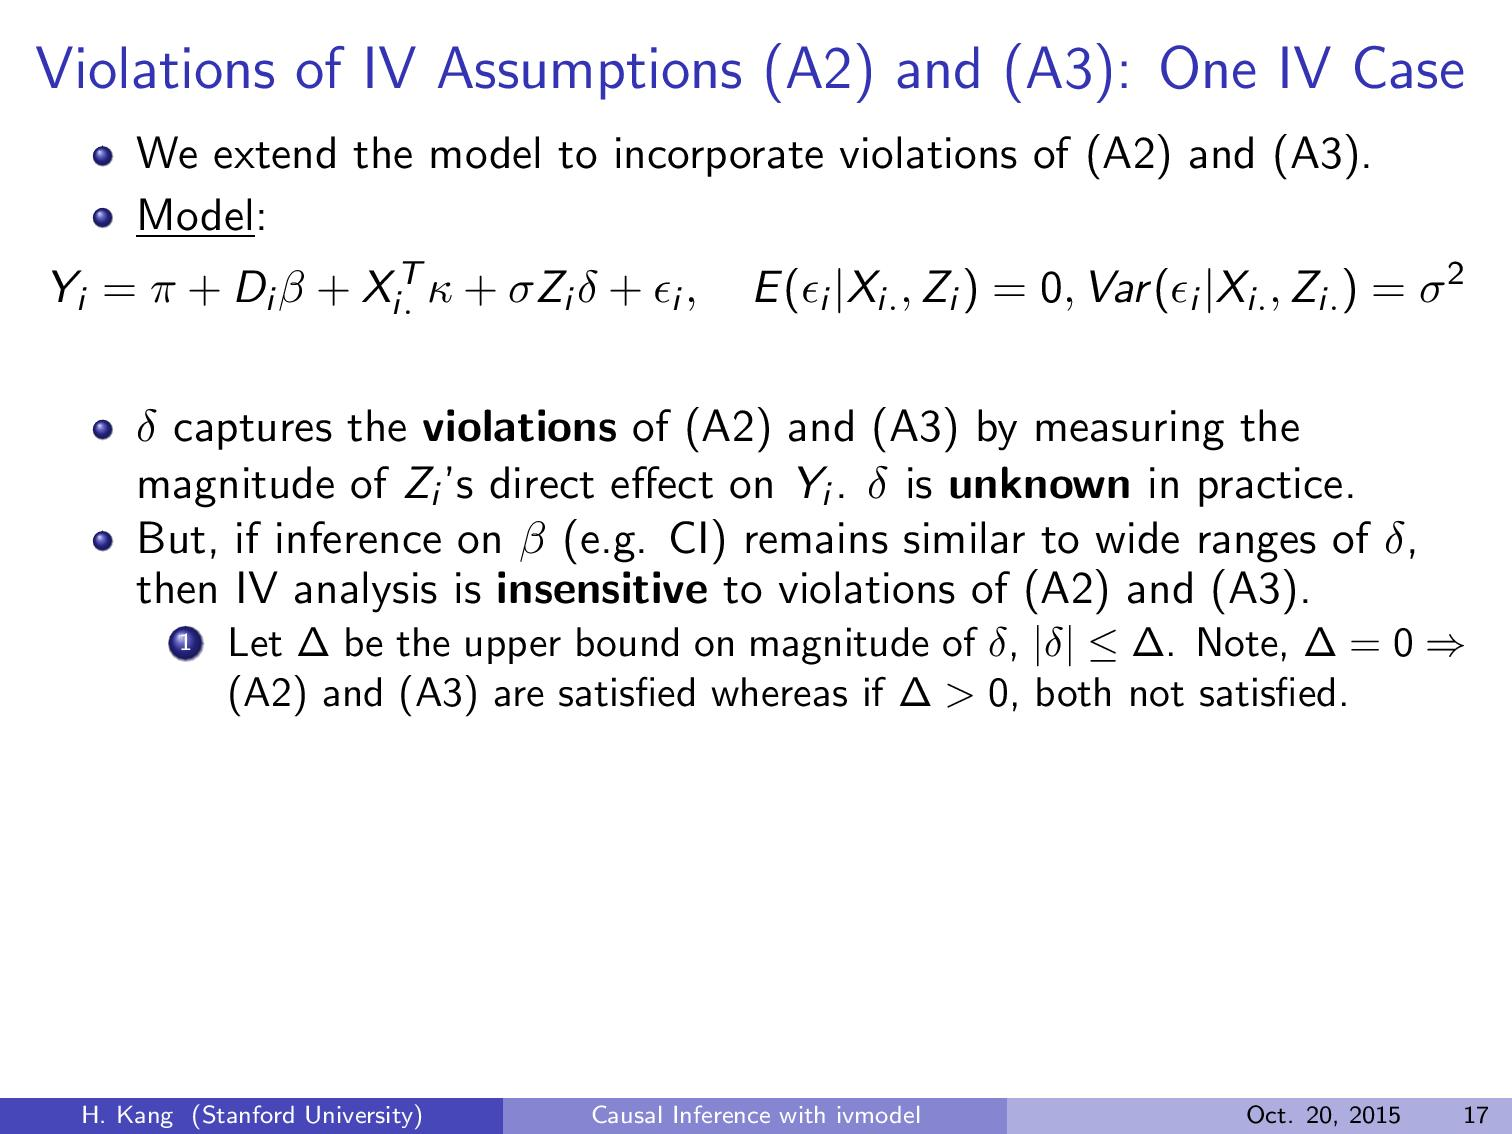 Violations of IV Assumptions (A2) and (A3): One IV Case
We extend the model to incorporate violations of (A2) and (A3).
Model:
Y_i = π + D_iβ + X_{i.}^T κ + σZ_iδ + ϵ_i, E(ϵ_i|X_{i.}, Z_i) = 0, Var(ϵ_i|X_{i.}, Z_{i.}) = σ^2
δ captures the violations of (A2) and (A3) by measuring the
magnitude of Z_i's direct effect on Y_i. δ is unknown in practice.
But, if inference on β (e.g. CI) remains similar to wide ranges of δ,
then IV analysis is insensitive to violations of (A2) and (A3).
1 Let Δ be the upper bound on magnitude of δ, |δ| ≤ Δ. Note, Δ = 0 ⇒
(A2) and (A3) are satisfied whereas if Δ > 0, both not satisfied.
H. Kang (Stanford University) Causal Inference with ivmodel Oct. 20, 2015 17